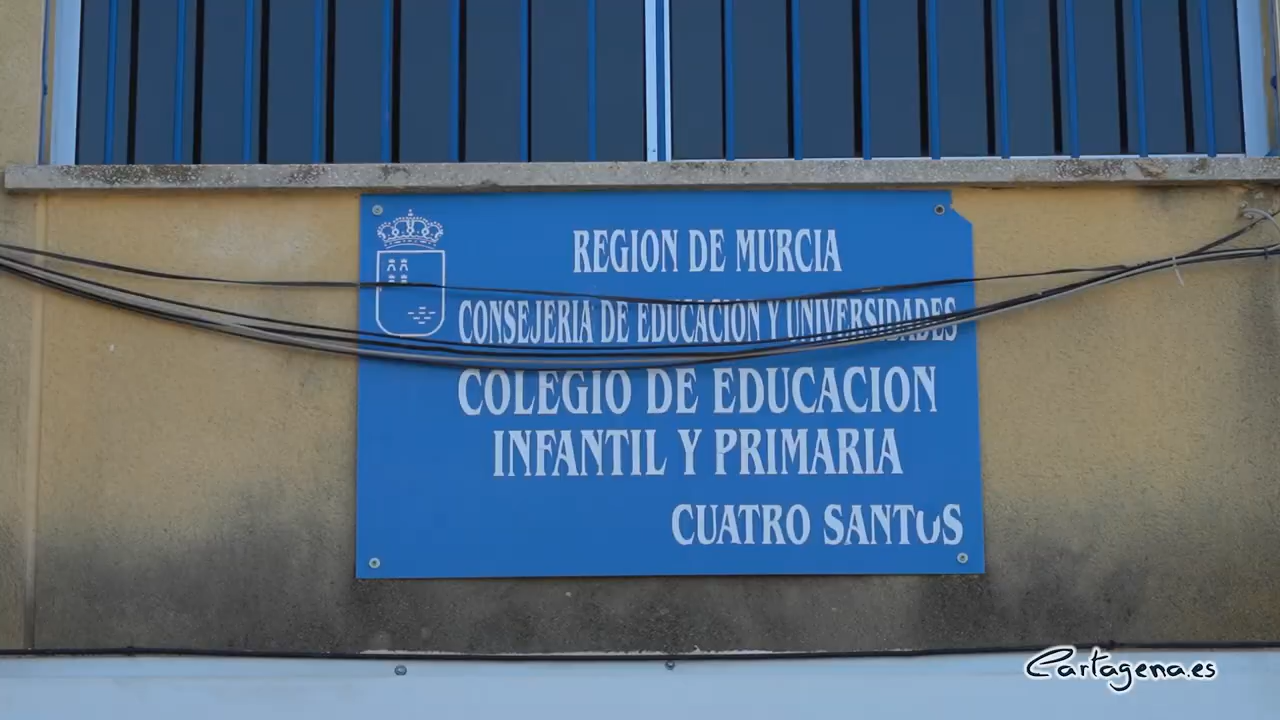 REGION DE MURCIA
CONSEJERIA DE EDUCACION Y UNIVERSIDADES
COLEGIO DE EDUCACION
INFANTIL Y PRIMARIA
CUATRO SANTOS
Cartagena.es